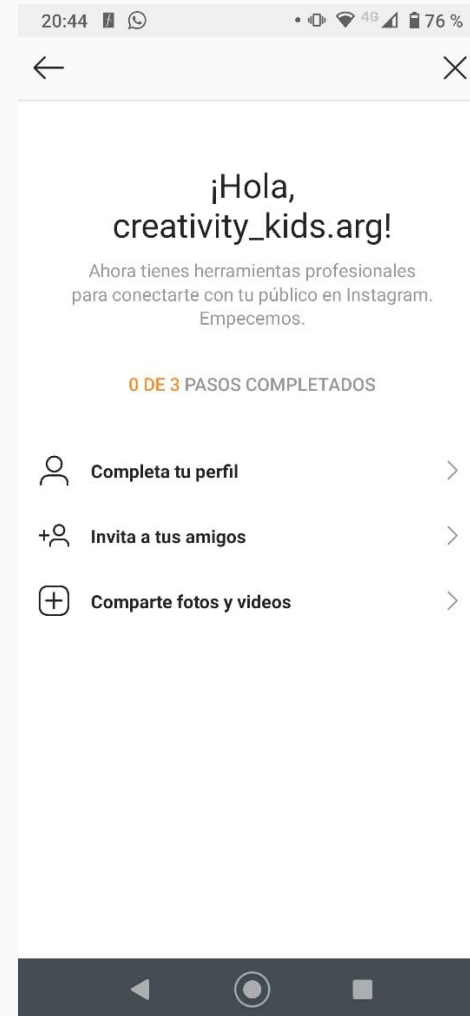 20:44 4G 76 %
¡Hola,
creativity_kids.arg!
Ahora tienes herramientas profesionales
para conectarte con tu público en Instagram.
Empecemos.
0 DE 3 PASOS COMPLETADOS
Completa tu perfil
Invita a tus amigos
Comparte fotos y videos